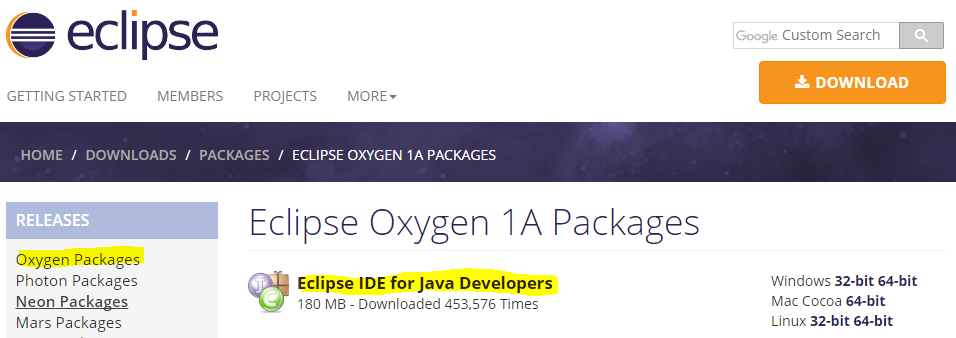 eclipse
Google Custom Search
DOWNLOAD
GETTING STARTED MEMBERS PROJECTS MORE
HOME / DOWNLOADS / PACKAGES / ECLIPSE OXYGEN 1A PACKAGES
RELEASES
Oxygen Packages
Photon Packages
Neon Packages
Mars Packages
Eclipse Oxygen 1A Packages
Eclipse IDE for Java Developers
180 MB - Downloaded 453,576 Times
Windows 32-bit 64-bit
Mac Cocoa 64-bit
Linux 32-bit 64-bit